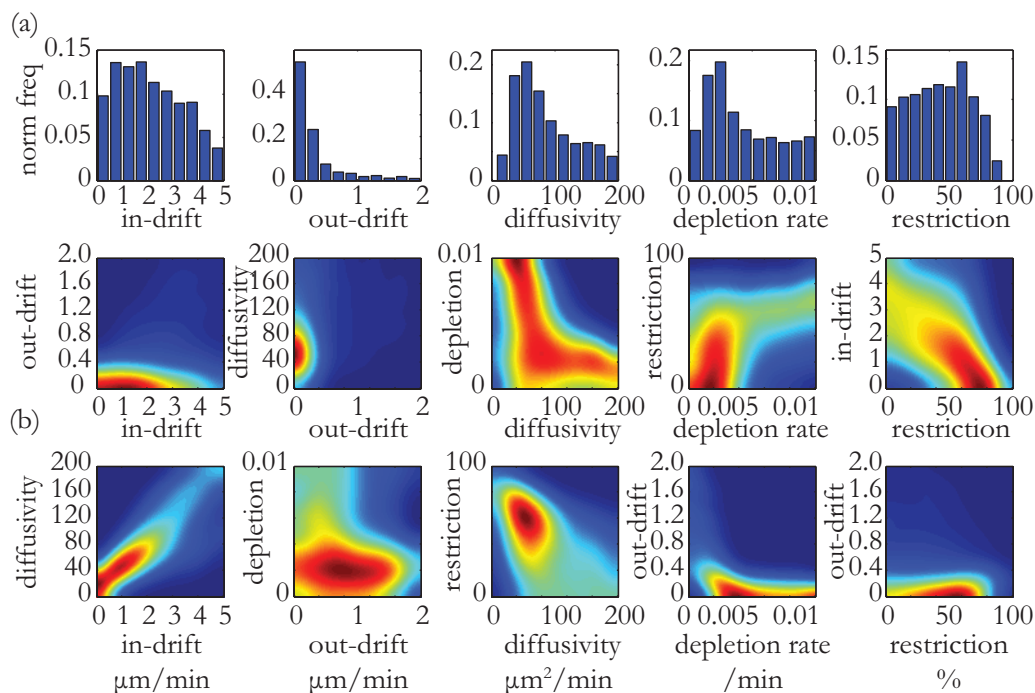 (a)
norm freq
0.15
0.1
0.05
0
0 1 2 3 4 5
in-drift
0.4
0.2
0
0 1 2
out-drift
0.2
0.1
0
0 100 200
diffusivity
0.2
0.1
0
0 0.005 0.01
depletion rate
0.15
0.1
0.05
0
0 50 100
restriction
out-drift
2.0
1.6
1.2
0.8
0.4
0
0 1 2 3 4 5
in-drift
diffusivity
200
160
120
80
40
0
0 1 2
out-drift
depletion
0.01
0
0 100 200
diffusivity
restriction
100
0
0 0.005 0.01
depletion rate
in-drift
5
4
3
2
1
0
0 50 100
restriction
(b)
diffusivity
200
160
120
80
40
0
0 1 2 3 4 5
in-drift
μm/min
depletion
0.01
0
0 1 2
out-drift
μm/min
restriction
100
0
0 100 200
diffusivity
μm²/min
out-drift
2.0
1.6
1.2
0.8
0.4
0
0 0.005 0.01
depletion rate
/min
out-drift
2.0
1.6
1.2
0.8
0.4
0
0 50 100
restriction
%